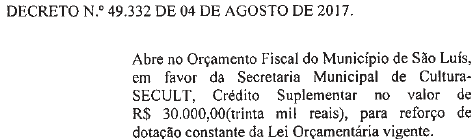 DECRETO N.º 49.332 DE 04 DE AGOSTO DE 2017.
Abre no Orçamento Fiscal do Município de São Luís,
em favor da Secretaria Municipal de Cultura-
SECULT, Crédito Suplementar no valor de
R$ 30.000,00(trinta mil reais), para reforço de
dotação constante da Lei Orçamentária vigente.